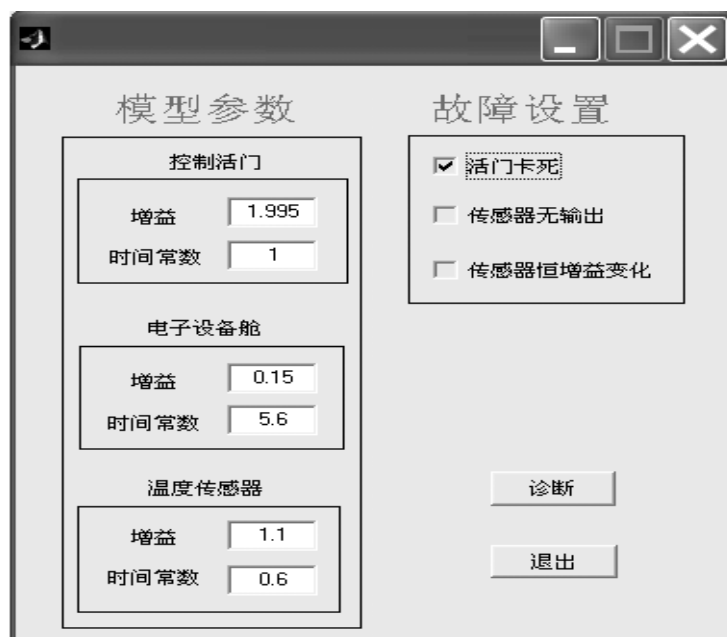 模型参数
控制活门
增益 1.995
时间常数 1
电子设备舱
增益 0.15
时间常数 5.6
温度传感器
增益 1.1
时间常数 0.6
故障设置
活门卡死
传感器无输出
传感器恒增益变化
诊断
退出